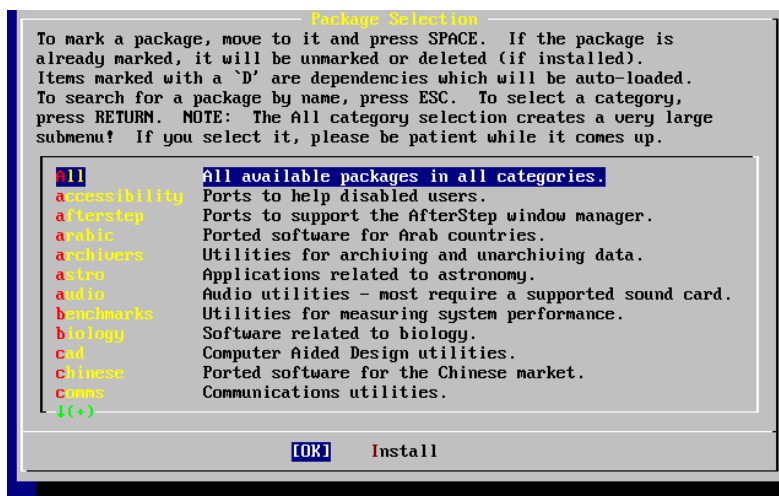 Package Selection
To mark a package, move to it and press SPACE.  If the package is
already marked, it will be unmarked or deleted (if installed).
Items marked with a `D' are dependencies which will be auto-loaded.
To search for a package by name, press ESC.  To select a category,
press RETURN.  NOTE:  The All category selection creates a very large
submenu!  If you select it, please be patient while it comes up.
All All available packages in all categories.
accessibility Ports to help disabled users.
afterstep Ports to support the AfterStep window manager.
arabic Ported software for Arab countries.
archivers Utilities for archiving and unarchiving data.
astro Applications related to astronomy.
audio Audio utilities - most require a supported sound card.
benchmarks Utilities for measuring system performance.
biology Software related to biology.
cad Computer Aided Design utilities.
chinese Ported software for the Chinese market.
comms Communications utilities.
↓(+)
[OK] Install